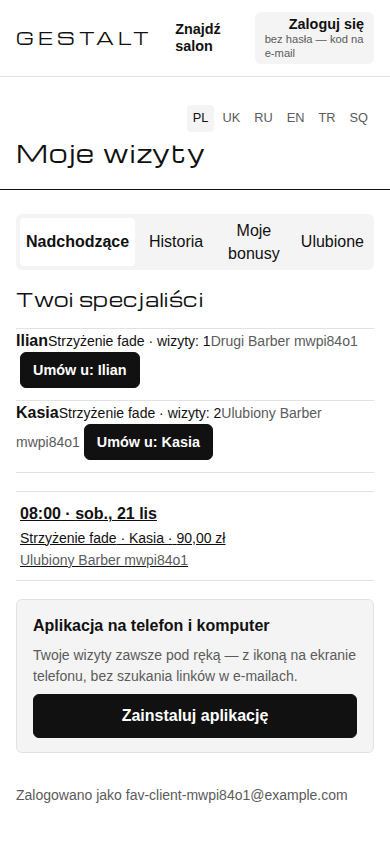 GESTALT
Znajdź
salon
Zaloguj się
bez hasła — kod na
e-mail
PL UK RU EN TR SQ
Moje wizyty
Nadchodzące Historia Moje bonusy Ulubione
Twoi specjaliści
IlianStrzyżenie fade · wizyty: 1Drugi Barber mwpi84o1
Umów u: Ilian
KasiaStrzyżenie fade · wizyty: 2Ulubiony Barber
mwpi84o1 Umów u: Kasia
08:00 · sob., 21 lis
Strzyżenie fade · Kasia · 90,00 zł
Ulubiony Barber mwpi84o1
Aplikacja na telefon i komputer
Twoje wizyty zawsze pod ręką — z ikoną na ekranie
telefonu, bez szukania linków w e-mailach.
Zainstaluj aplikację
Zalogowano jako fav-client-mwpi84o1@example.com